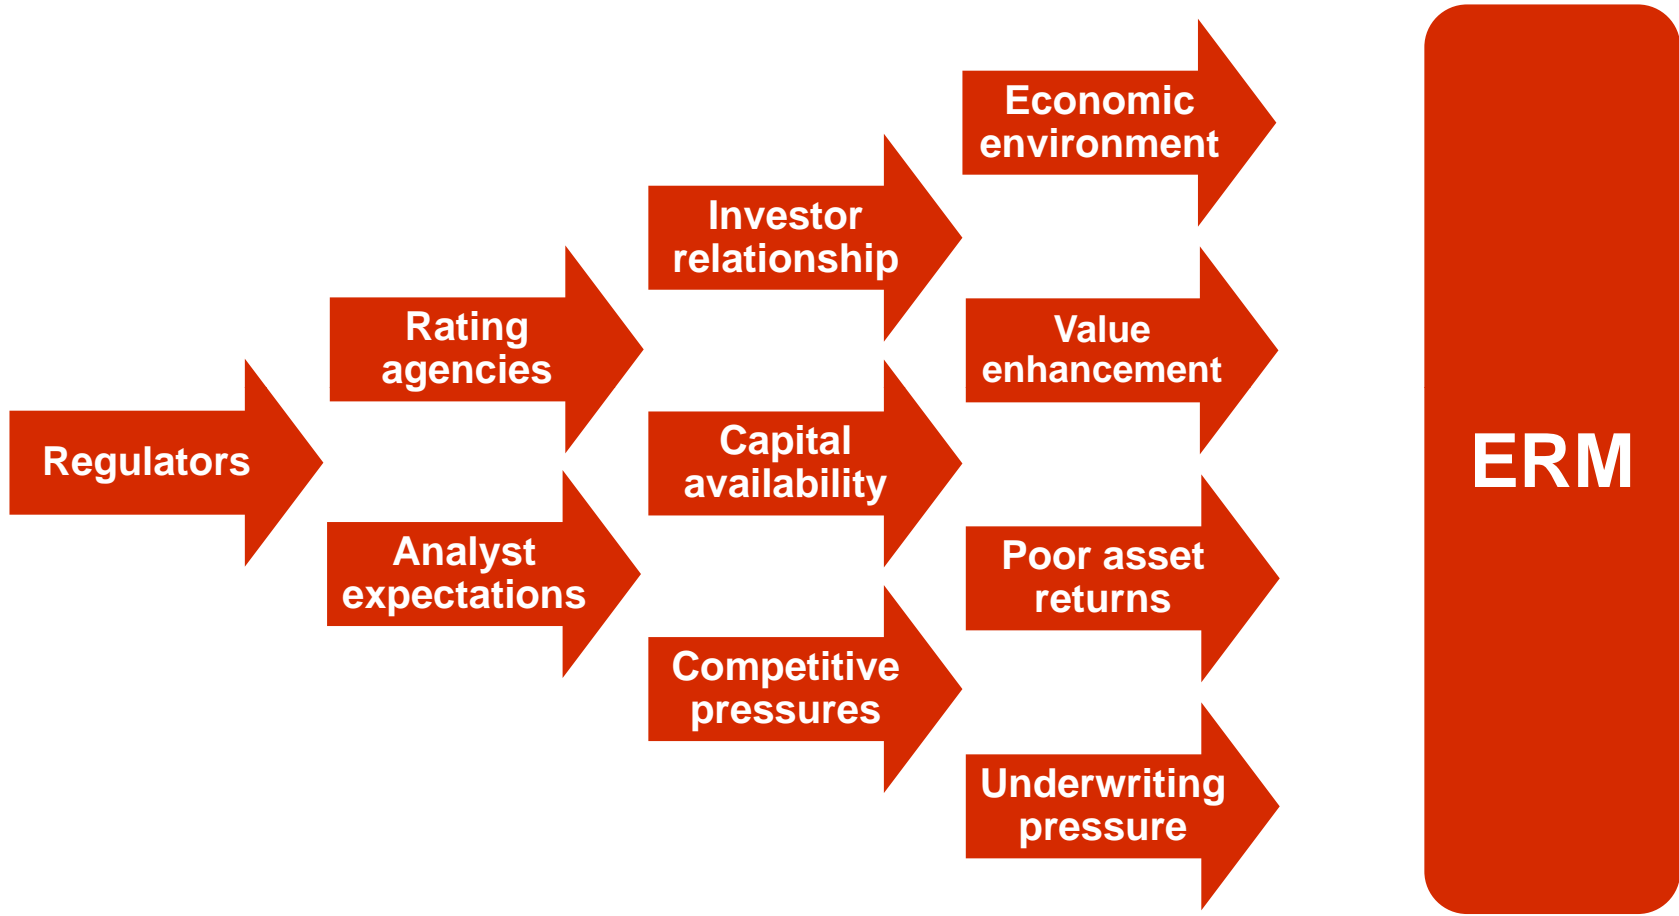 Regulators
Rating
agencies
Analyst
expectations
Investor
relationship
Capital
availability
Competitive
pressures
Economic
environment
Value
enhancement
Poor asset
returns
Underwriting
pressure
ERM